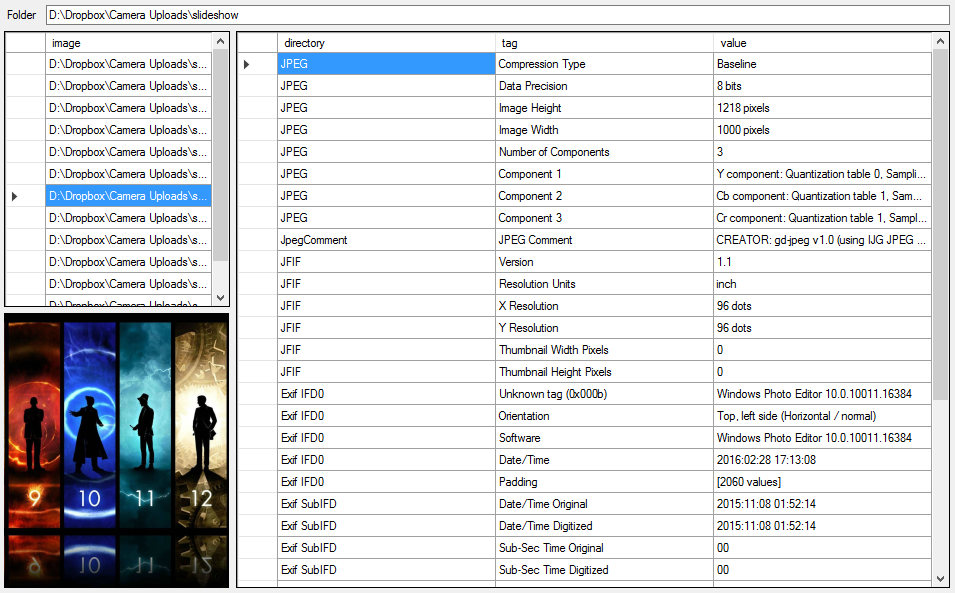 Folder D:\Dropbox\Camera Uploads\slideshow
image
D:\Dropbox\Camera Uploads\s...
D:\Dropbox\Camera Uploads\s...
D:\Dropbox\Camera Uploads\s...
D:\Dropbox\Camera Uploads\s...
D:\Dropbox\Camera Uploads\s...
D:\Dropbox\Camera Uploads\s...
D:\Dropbox\Camera Uploads\s...
D:\Dropbox\Camera Uploads\s...
D:\Dropbox\Camera Uploads\s...
D:\Dropbox\Camera Uploads\s...
D:\Dropbox\Camera Uploads\s...
D:\Dropbox\Camera Uploads\s...
9 10 11 12
directory tag value
JPEG Compression Type Baseline
JPEG Data Precision 8 bits
JPEG Image Height 1218 pixels
JPEG Image Width 1000 pixels
JPEG Number of Components 3
JPEG Component 1 Y component: Quantization table 0, Sampli...
JPEG Component 2 Cb component: Quantization table 1, Sam...
JPEG Component 3 Cr component: Quantization table 1, Sampl...
JpegComment JPEG Comment CREATOR: gd-jpeg v1.0 (using IJG JPEG ...
JFIF Version 1.1
JFIF Resolution Units inch
JFIF X Resolution 96 dots
JFIF Y Resolution 96 dots
JFIF Thumbnail Width Pixels 0
JFIF Thumbnail Height Pixels 0
Exif IFD0 Unknown tag (0x000b) Windows Photo Editor 10.0.10011.16384
Exif IFD0 Orientation Top, left side (Horizontal / normal)
Exif IFD0 Software Windows Photo Editor 10.0.10011.16384
Exif IFD0 Date/Time 2016:02:28 17:13:08
Exif IFD0 Padding [2060 values]
Exif SubIFD Date/Time Original 2015:11:08 01:52:14
Exif SubIFD Date/Time Digitized 2015:11:08 01:52:14
Exif SubIFD Sub-Sec Time Original 00
Exif SubIFD Sub-Sec Time Digitized 00